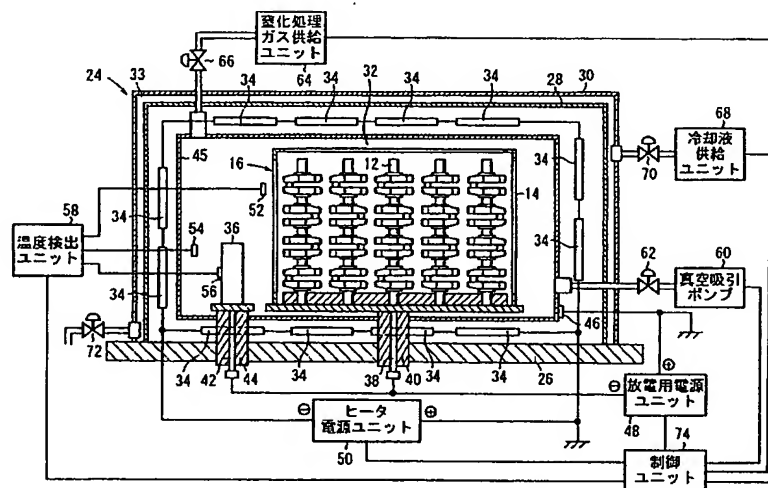 窒化処理
ガス供給
ユニット
64
66
24
33
34
34
32
34
34
28
30
68
冷却液
供給
ユニット
70
45
16
12
34
14
52
58
温度検出
ユニット
34
54
36
34
62
60
真空吸引
ポンプ
56
34
46
72
34
42
44
34
38
40
34
34
26
⊖
⊕
放電用電源
ユニット
48
⊖
ヒータ
電源ユニット
⊕
50
74
制御
ユニット